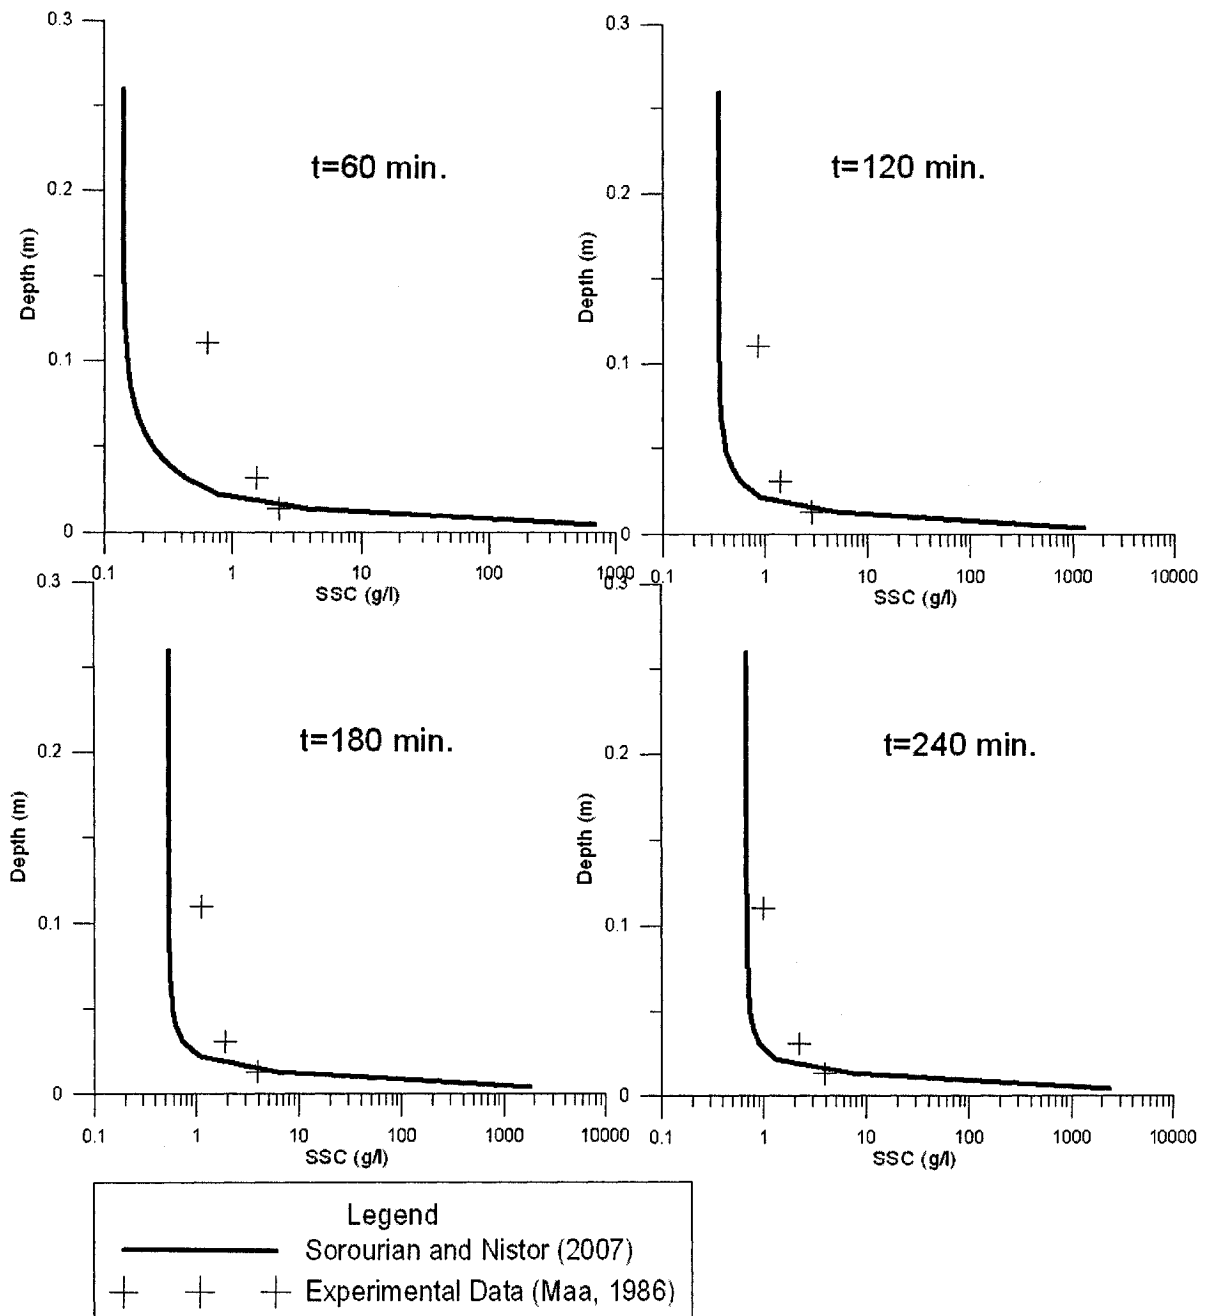 0.3
t=60 min.
0.2
Depth (m)
0.1
0
0.1
1
10
100
1000
SSC (g/l)
0.3
t=120 min.
0.2
Depth (m)
0.1
0
0.1
1
10
100
1000
10000
SSC (g/l)
0.3
t=180 min.
0.2
Depth (m)
0.1
0
0.1
1
10
100
1000
10000
SSC (g/l)
0.3
t=240 min.
0.2
Depth (m)
0.1
0
0.1
1
10
100
1000
10000
SSC (g/l)
Legend
Sorourian and Nistor (2007)
Experimental Data (Maa, 1986)